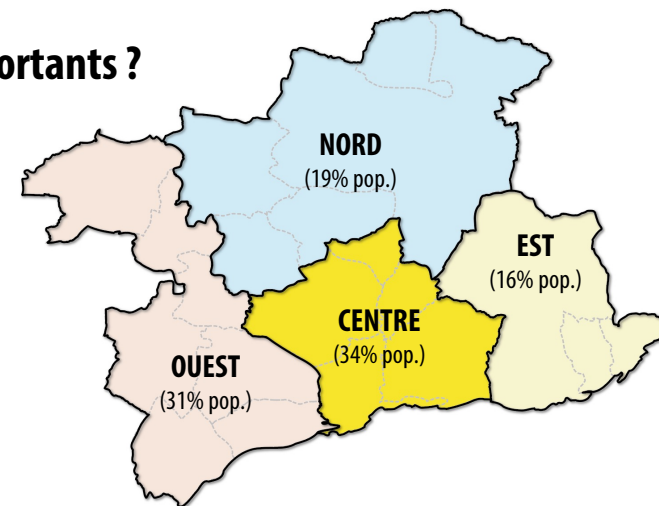 ortants ?
NORD
(19% pop.)
EST
(16% pop.)
CENTRE
(34% pop.)
OUEST
(31% pop.)